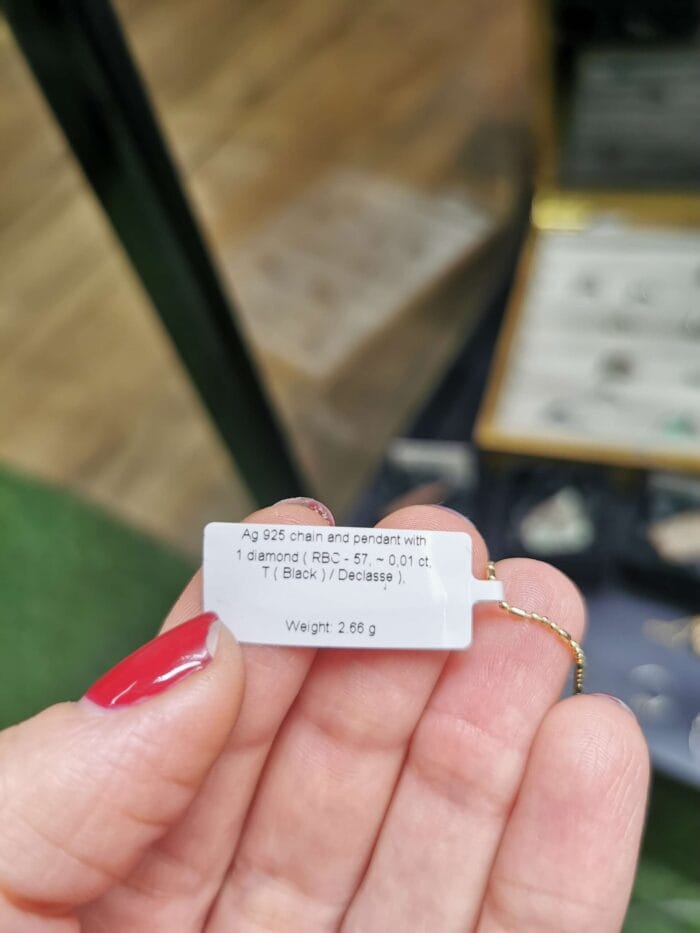 Ag 925 chain and pendant with
1 diamond ( RBC - 57, ~ 0,01 ct,
T ( Black ) / Declasse ),
Weight: 2.66 g